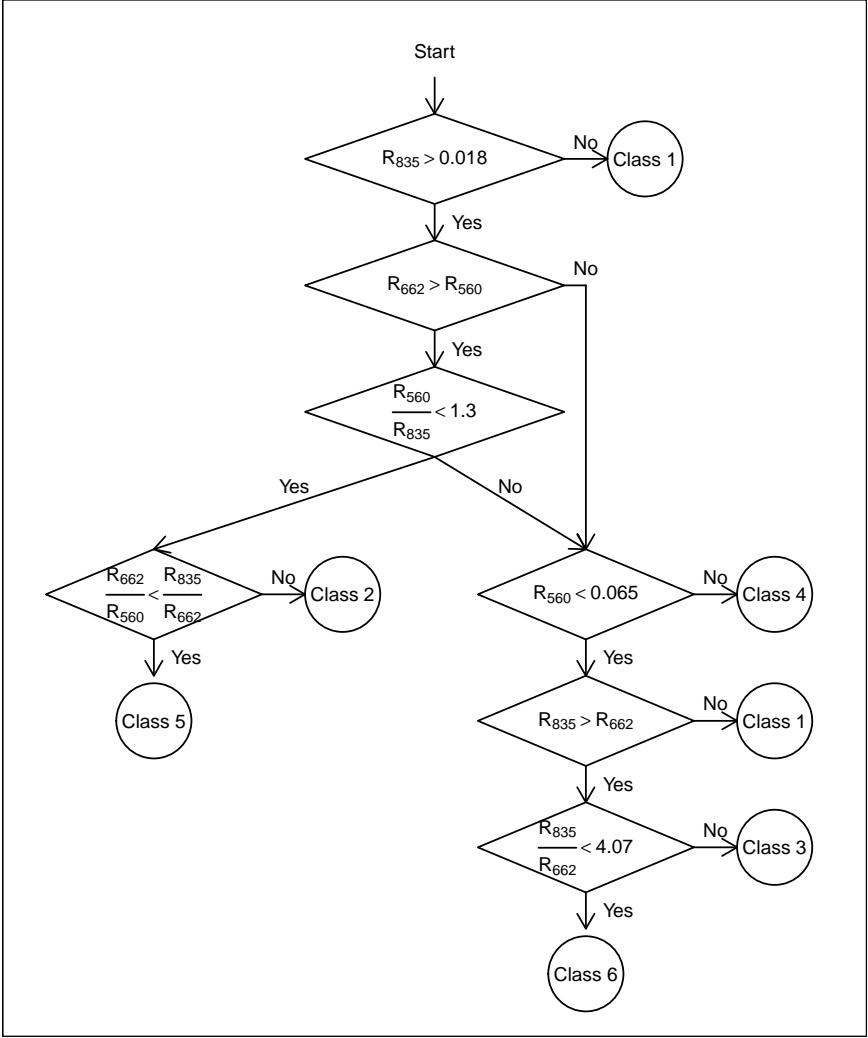 Start
R835 > 0.018
No
Class 1
Yes
R662 > R560
No
Yes
R560
R835
< 1.3
Yes
No
R662
R560
<
R835
R662
No
Class 2
R560 < 0.065
No
Class 4
Yes
Yes
Class 5
R835 > R662
No
Class 1
Yes
R835
R662
< 4.07
No
Class 3
Yes
Class 6